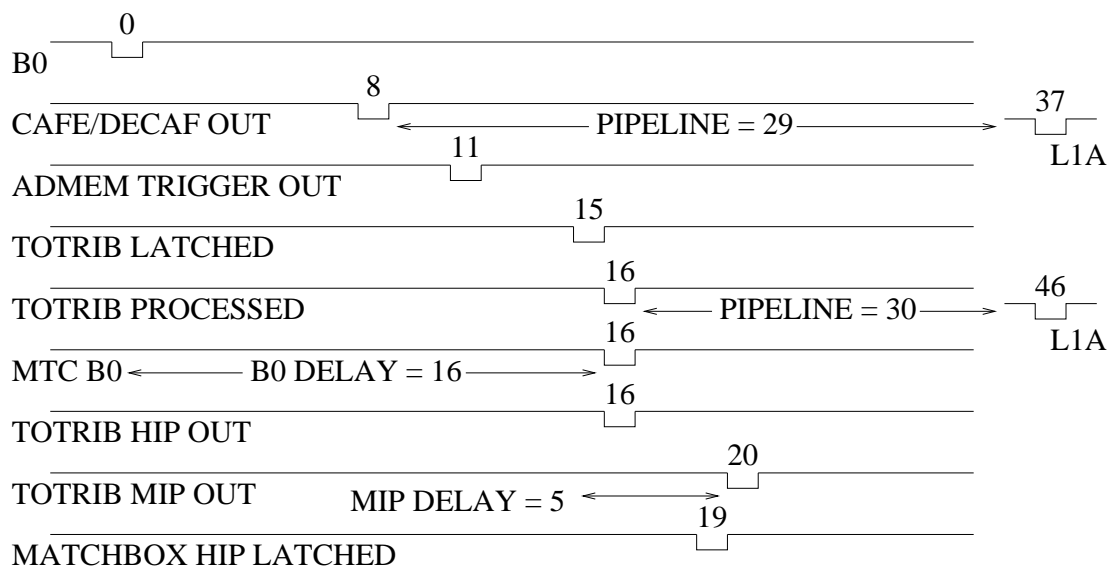 0
B0
8
CAFE/DECAF OUT
PIPELINE = 29
37
L1A
11
ADMEM TRIGGER OUT
15
TOTRIB LATCHED
16
TOTRIB PROCESSED
PIPELINE = 30
46
L1A
16
MTC B0
B0 DELAY = 16
16
TOTRIB HIP OUT
20
TOTRIB MIP OUT
MIP DELAY = 5
19
MATCHBOX HIP LATCHED